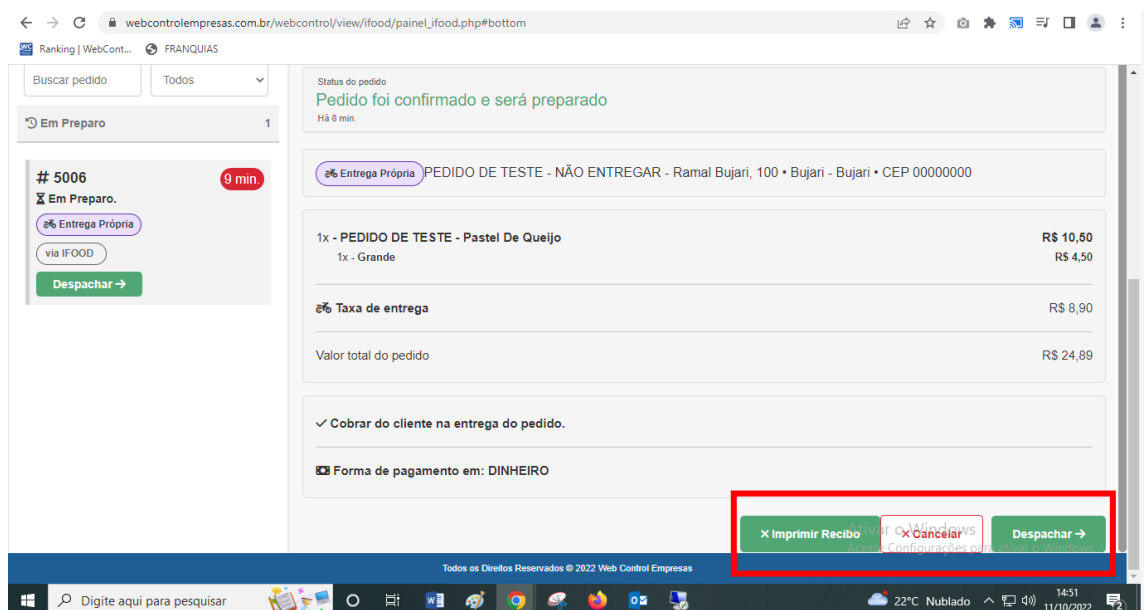 webcontrolempresas.com.br/webcontrol/view/ifood/painel_ifood.php#bottom
Ranking | WebCont...
FRANQUIAS
Buscar pedido
Todos
Em Preparo 1
# 5006 9 min.
Em Preparo.
Entrega Própria
via IFOOD
Despachar →
Status do pedido
Pedido foi confirmado e será preparado
Há 8 min.
Entrega Própria PEDIDO DE TESTE - NÃO ENTREGAR - Ramal Bujari, 100 • Bujari - Bujari • CEP 00000000
1x - PEDIDO DE TESTE - Pastel De Queijo R$ 10,50
1x - Grande R$ 4,50
Taxa de entrega R$ 8,90
Valor total do pedido R$ 24,89
Cobrar do cliente na entrega do pedido.
Forma de pagamento em: DINHEIRO
× Imprimir Recibo × Cancelar Despachar →
Ativar o Windows
Acesse Configurações para ativar o Windows.
Todos os Direitos Reservados © 2022 Web Control Empresas
Digite aqui para pesquisar
22°C Nublado
14:51
11/10/2022